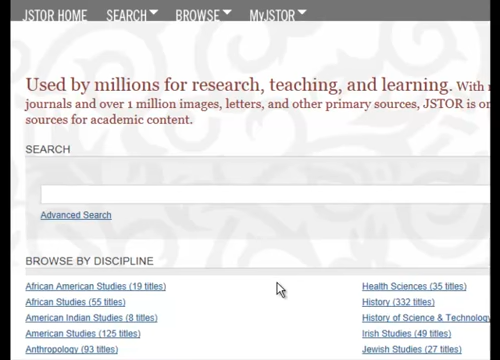 JSTOR HOME SEARCH BROWSE MyJSTOR
Used by millions for research, teaching, and learning. With
journals and over 1 million images, letters, and other primary sources, JSTOR is
sources for academic content.
SEARCH
Advanced Search
BROWSE BY DISCIPLINE
African American Studies (19 titles)
African Studies (55 titles)
American Indian Studies (8 titles)
American Studies (125 titles)
Anthropology (93 titles)
Health Sciences (35 titles)
History (332 titles)
History of Science & Technology
Irish Studies (49 titles)
Jewish Studies (27 titles)